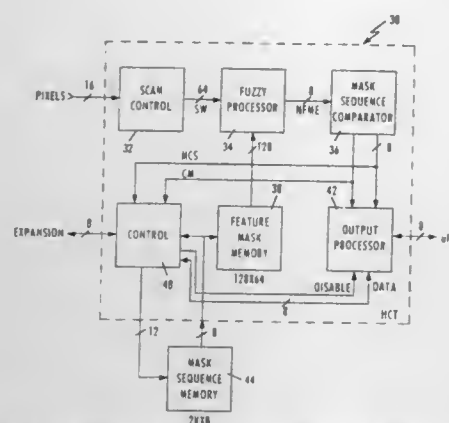 30
PIXELS
16
SCAN
CONTROL
32
64
SW
FUZZY
PROCESSOR
34
8
NFME
MASK
SEQUENCE
COMPARATOR
36
128
8
MCS
CM
38
42
EXPANSION
8
CONTROL
48
FEATURE
MASK
MEMORY
128X64
OUTPUT
PROCESSOR
8
DISABLE
DATA
8
HCT
12
8
MASK
SEQUENCE
MEMORY
44
2KX8